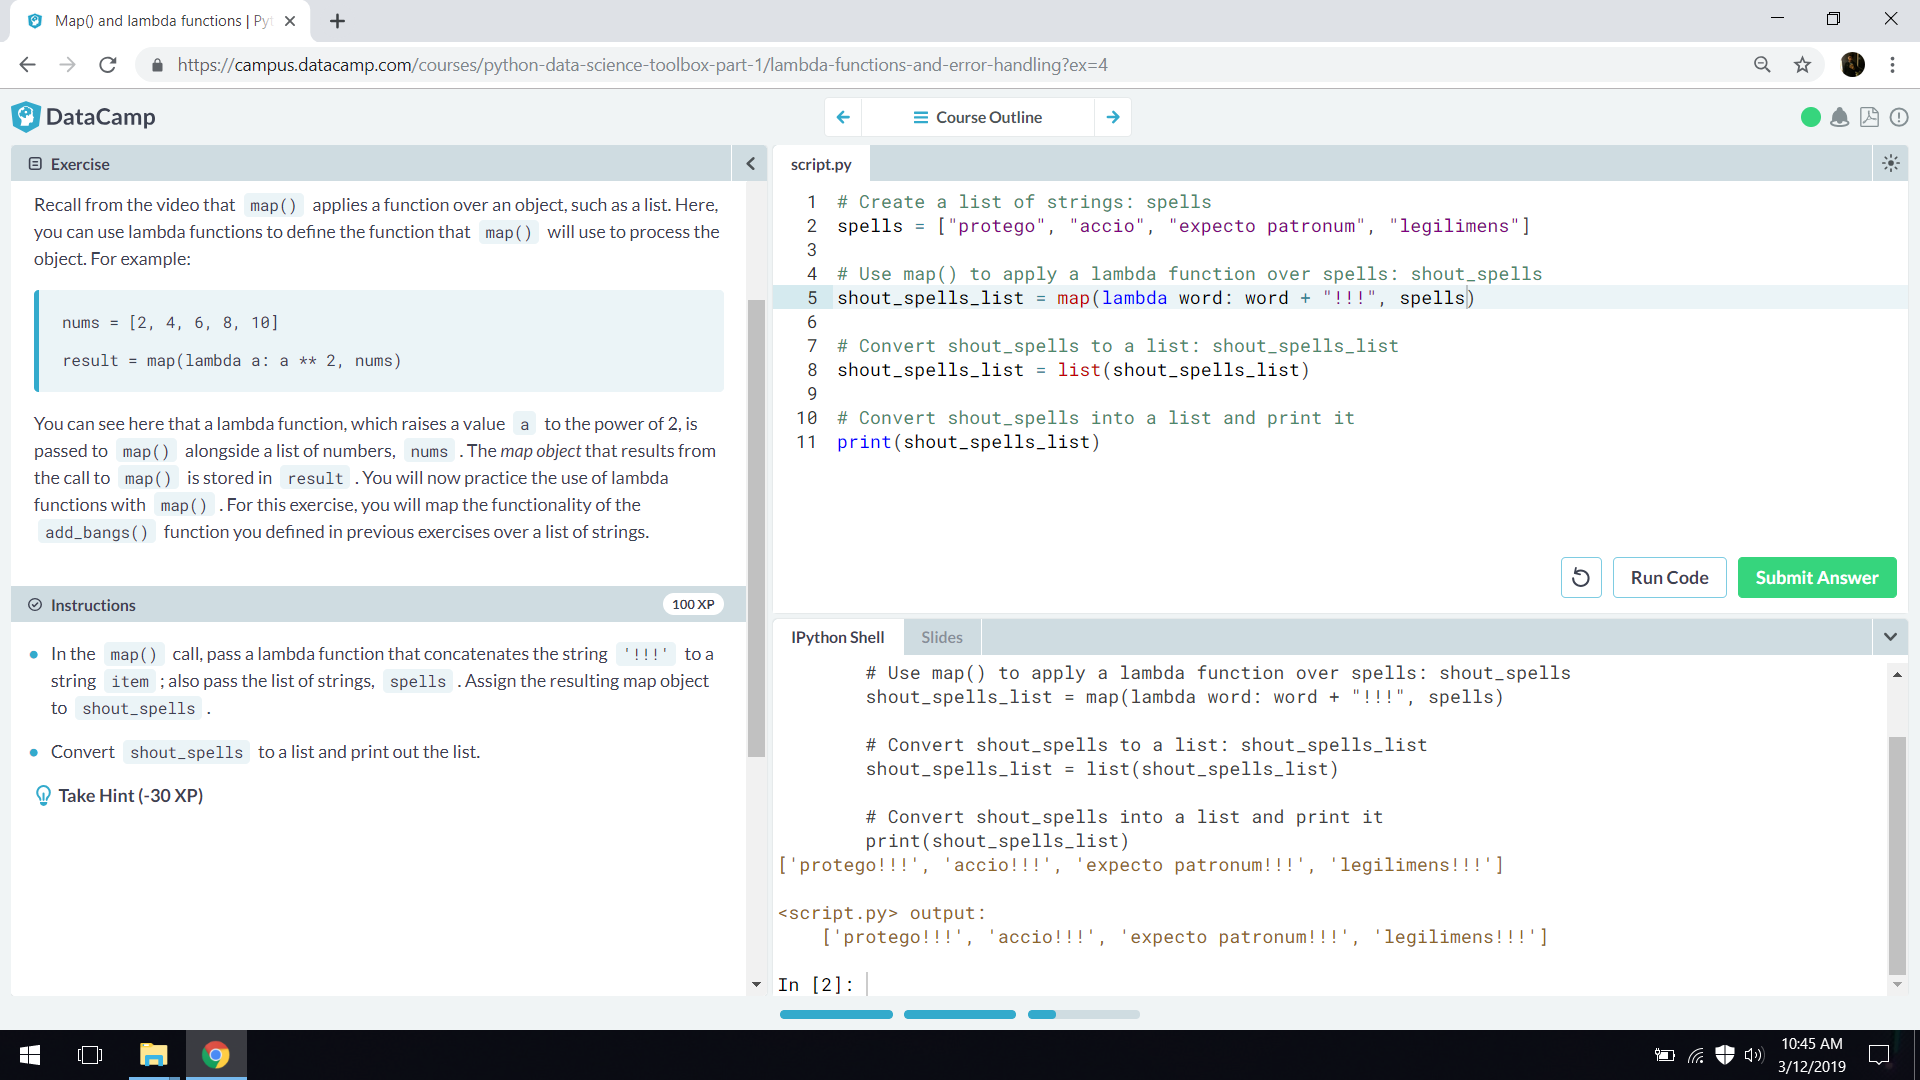 Map() and lambda functions | Pyt
https://campus.datacamp.com/courses/python-data-science-toolbox-part-1/lambda-functions-and-error-handling?ex=4
DataCamp
Course Outline
Exercise
Recall from the video that map() applies a function over an object, such as a list. Here,
you can use lambda functions to define the function that map() will use to process the
object. For example:
nums = [2, 4, 6, 8, 10]
result = map(lambda a: a ** 2, nums)
You can see here that a lambda function, which raises a value a to the power of 2, is
passed to map() alongside a list of numbers, nums . The map object that results from
the call to map() is stored in result . You will now practice the use of lambda
functions with map() . For this exercise, you will map the functionality of the
add_bangs() function you defined in previous exercises over a list of strings.
Instructions
100 XP
In the map() call, pass a lambda function that concatenates the string '!!!' to a
string item ; also pass the list of strings, spells . Assign the resulting map object
to shout_spells .
Convert shout_spells to a list and print out the list.
Take Hint (-30 XP)
script.py
1 # Create a list of strings: spells
2 spells = ["protego", "accio", "expecto patronum", "legilimens"]
3
4 # Use map() to apply a lambda function over spells: shout_spells
5 shout_spells_list = map(lambda word: word + "!!!", spells)
6
7 # Convert shout_spells to a list: shout_spells_list
8 shout_spells_list = list(shout_spells_list)
9
10 # Convert shout_spells into a list and print it
11 print(shout_spells_list)
Run Code
Submit Answer
IPython Shell
Slides
# Use map() to apply a lambda function over spells: shout_spells
shout_spells_list = map(lambda word: word + "!!!", spells)
# Convert shout_spells to a list: shout_spells_list
shout_spells_list = list(shout_spells_list)
# Convert shout_spells into a list and print it
print(shout_spells_list)
['protego!!!', 'accio!!!', 'expecto patronum!!!', 'legilimens!!!']
<script.py> output:
['protego!!!', 'accio!!!', 'expecto patronum!!!', 'legilimens!!!']
In [2]:
10:45 AM
3/12/2019